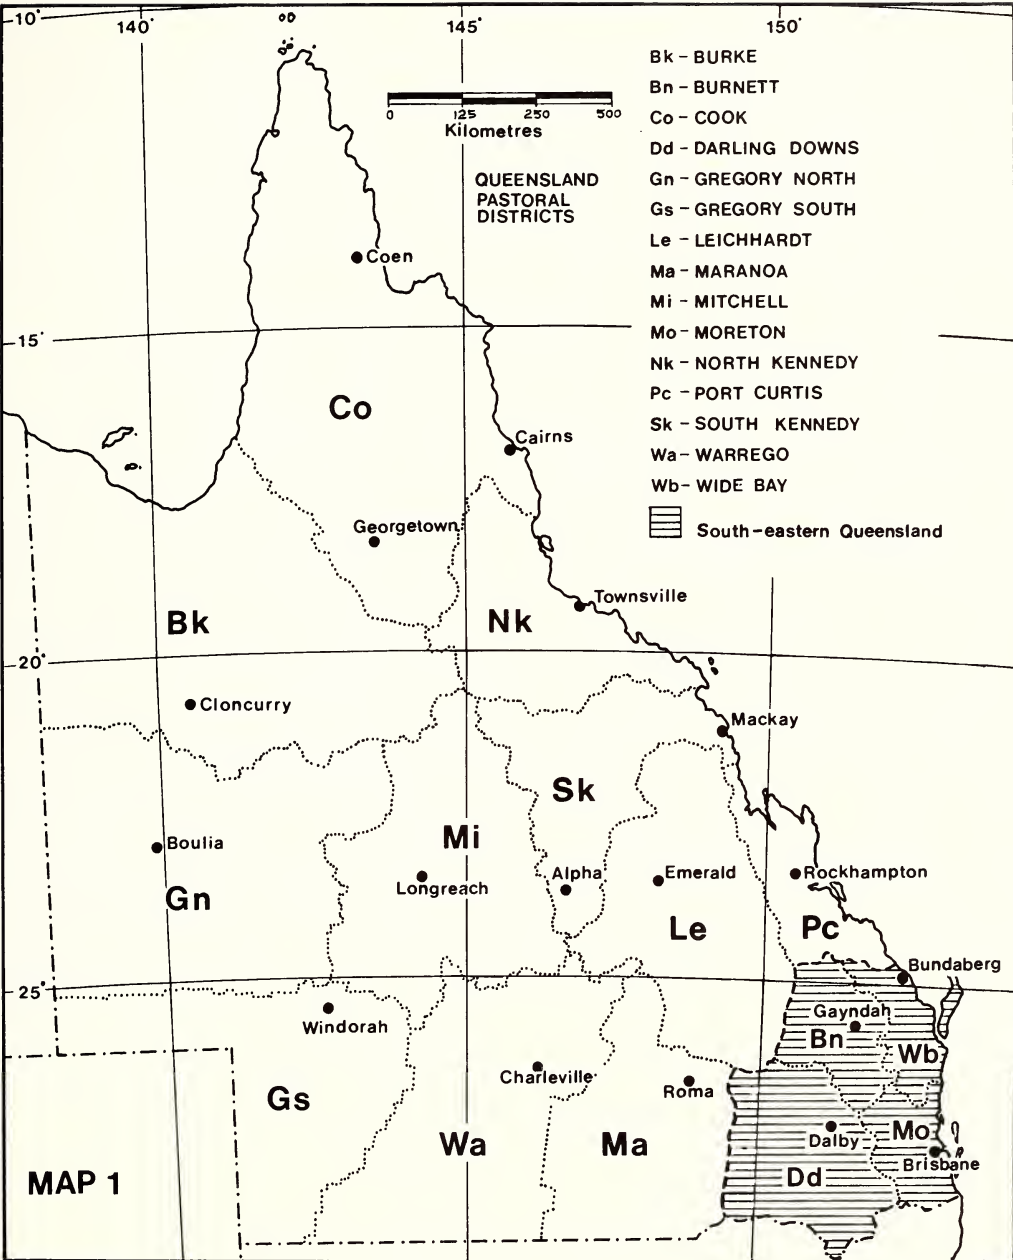 10°
140°
145°
150°
0 125 250 500
Kilometres
QUEENSLAND
PASTORAL
DISTRICTS
Bk - BURKE
Bn - BURNETT
Co - COOK
Dd - DARLING DOWNS
Gn - GREGORY NORTH
Gs - GREGORY SOUTH
Le - LEICHHARDT
Ma - MARANOA
Mi - MITCHELL
Mo - MORETON
Nk - NORTH KENNEDY
Pc - PORT CURTIS
Sk - SOUTH KENNEDY
Wa - WARREGO
Wb - WIDE BAY
South-eastern Queensland
Coen
15°
Co
Cairns
Georgetown
Townsville
Bk
Nk
20°
Cloncurry
Mackay
Sk
Mi
Boulia
Longreach
Alpha
Emerald
Rockhampton
Gn
Le
Pc
Bundaberg
25°
Windorah
Gayndah
Bn
Wb
Charleville
Roma
Gs
Wa
Ma
Dalby
Mo
Brisbane
Dd
MAP 1